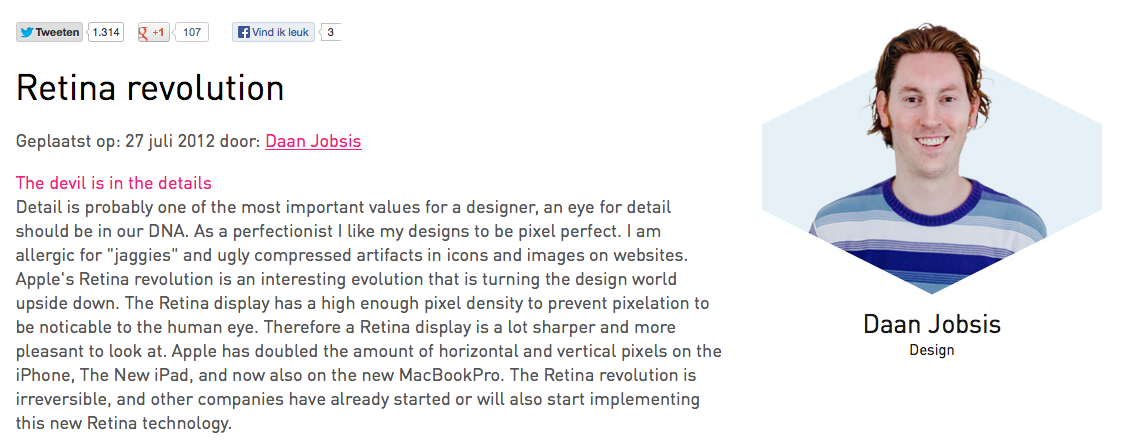 Tweeten 1.314 g +1 107 Vind ik leuk 3
Retina revolution
Geplaatst op: 27 juli 2012 door: Daan Jobsis
The devil is in the details
Detail is probably one of the most important values for a designer, an eye for detail
should be in our DNA. As a perfectionist I like my designs to be pixel perfect. I am
allergic for "jaggies" and ugly compressed artifacts in icons and images on websites.
Apple's Retina revolution is an interesting evolution that is turning the design world
upside down. The Retina display has a high enough pixel density to prevent pixelation to
be noticable to the human eye. Therefore a Retina display is a lot sharper and more
pleasant to look at. Apple has doubled the amount of horizontal and vertical pixels on the
iPhone, The New iPad, and now also on the new MacBookPro. The Retina revolution is
irreversible, and other companies have already started or will also start implementing
this new Retina technology.
Daan Jobsis
Design